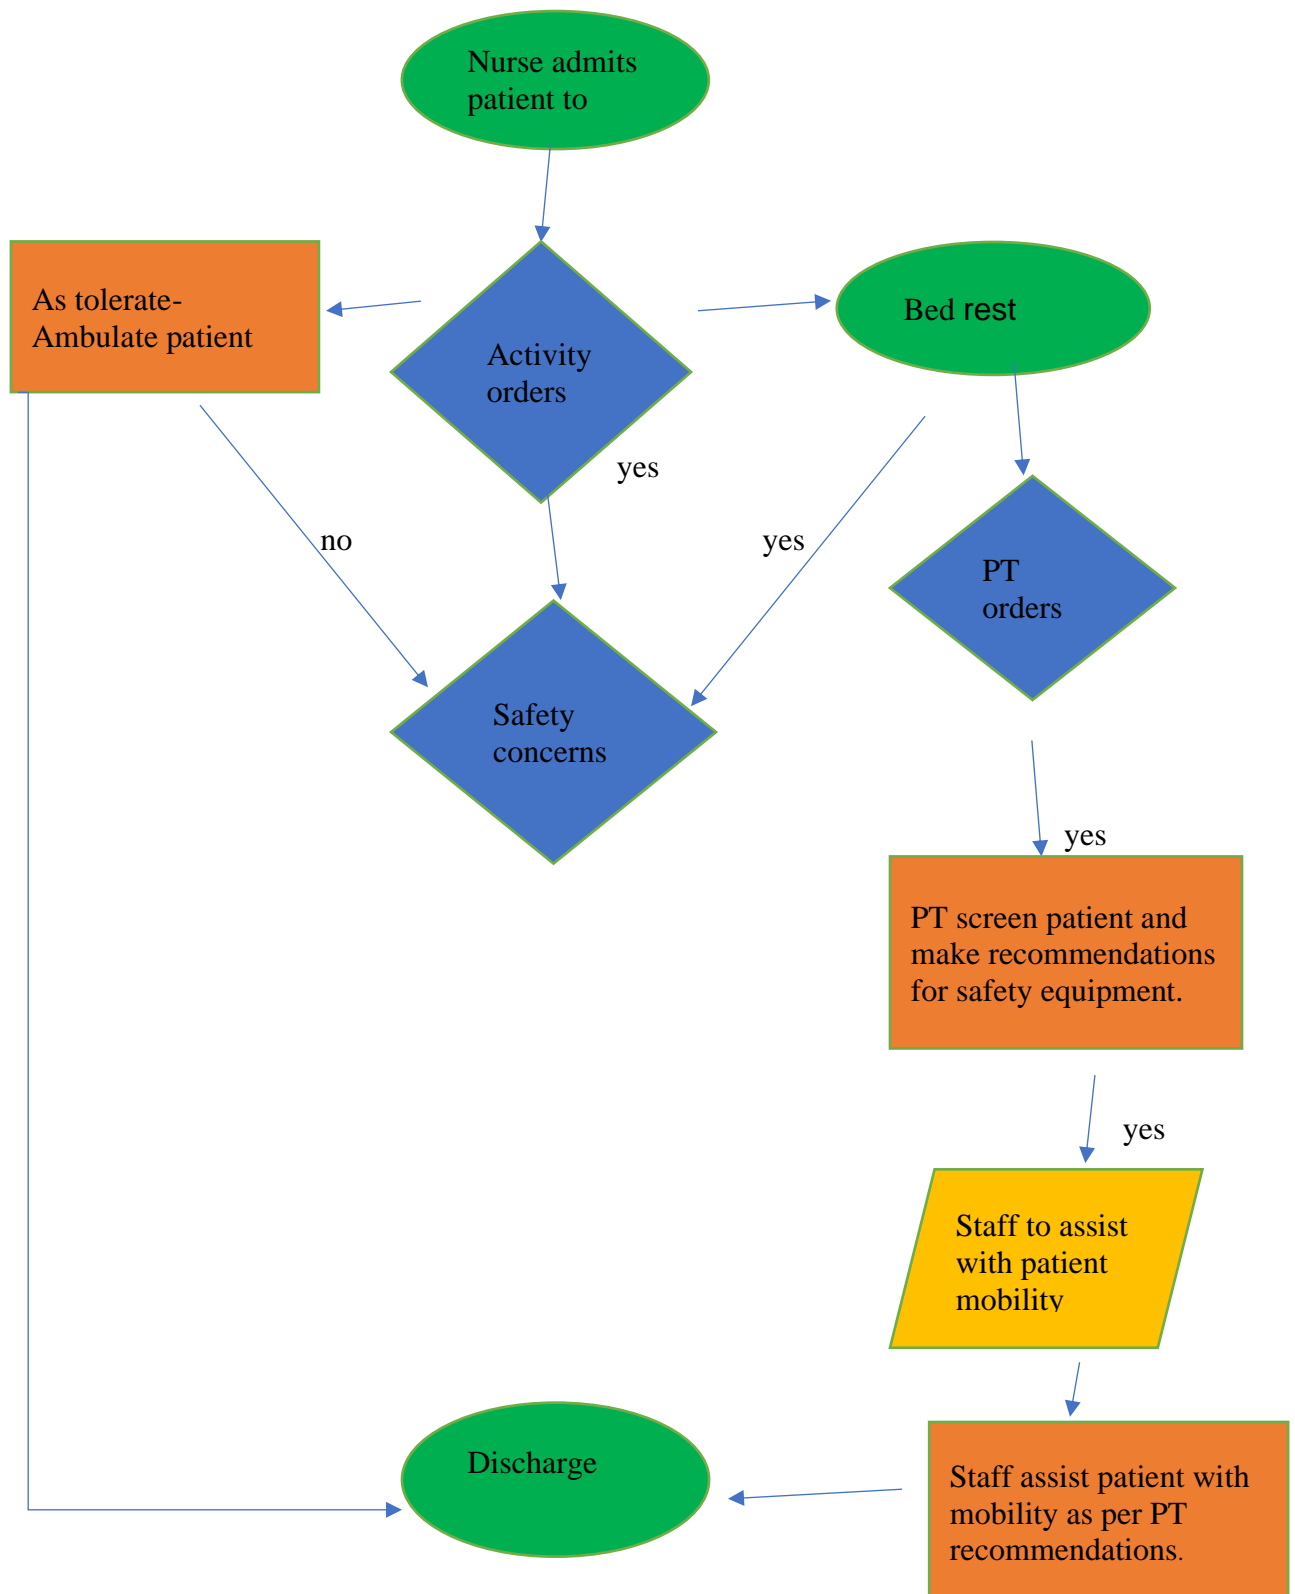 Nurse admits
patient to
As tolerate-
Ambulate patient
Activity
orders
Bed rest
yes
no
yes
PT
orders
Safety
concerns
yes
PT screen patient and
make recommendations
for safety equipment.
yes
Staff to assist
with patient
mobility
Discharge
Staff assist patient with
mobility as per PT
recommendations.